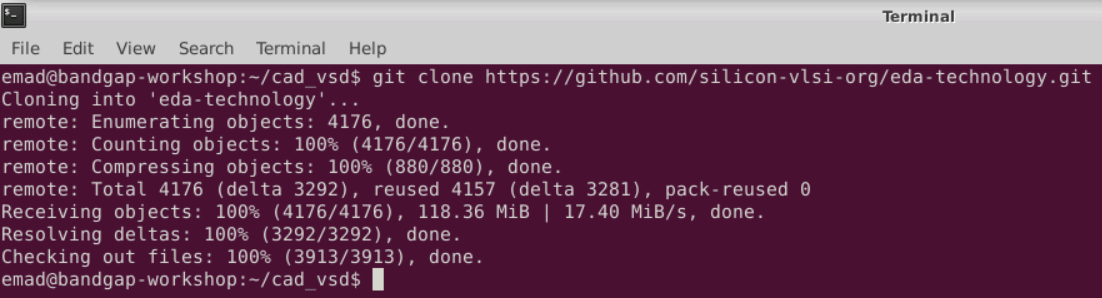 Terminal
File Edit View Search Terminal Help
emad@bandgap-workshop:~/cad_vsd$ git clone https://github.com/silicon-vlsi-org/eda-technology.git
Cloning into 'eda-technology'...
remote: Enumerating objects: 4176, done.
remote: Counting objects: 100% (4176/4176), done.
remote: Compressing objects: 100% (880/880), done.
remote: Total 4176 (delta 3292), reused 4157 (delta 3281), pack-reused 0
Receiving objects: 100% (4176/4176), 118.36 MiB | 17.40 MiB/s, done.
Resolving deltas: 100% (3292/3292), done.
Checking out files: 100% (3913/3913), done.
emad@bandgap-workshop:~/cad_vsd$